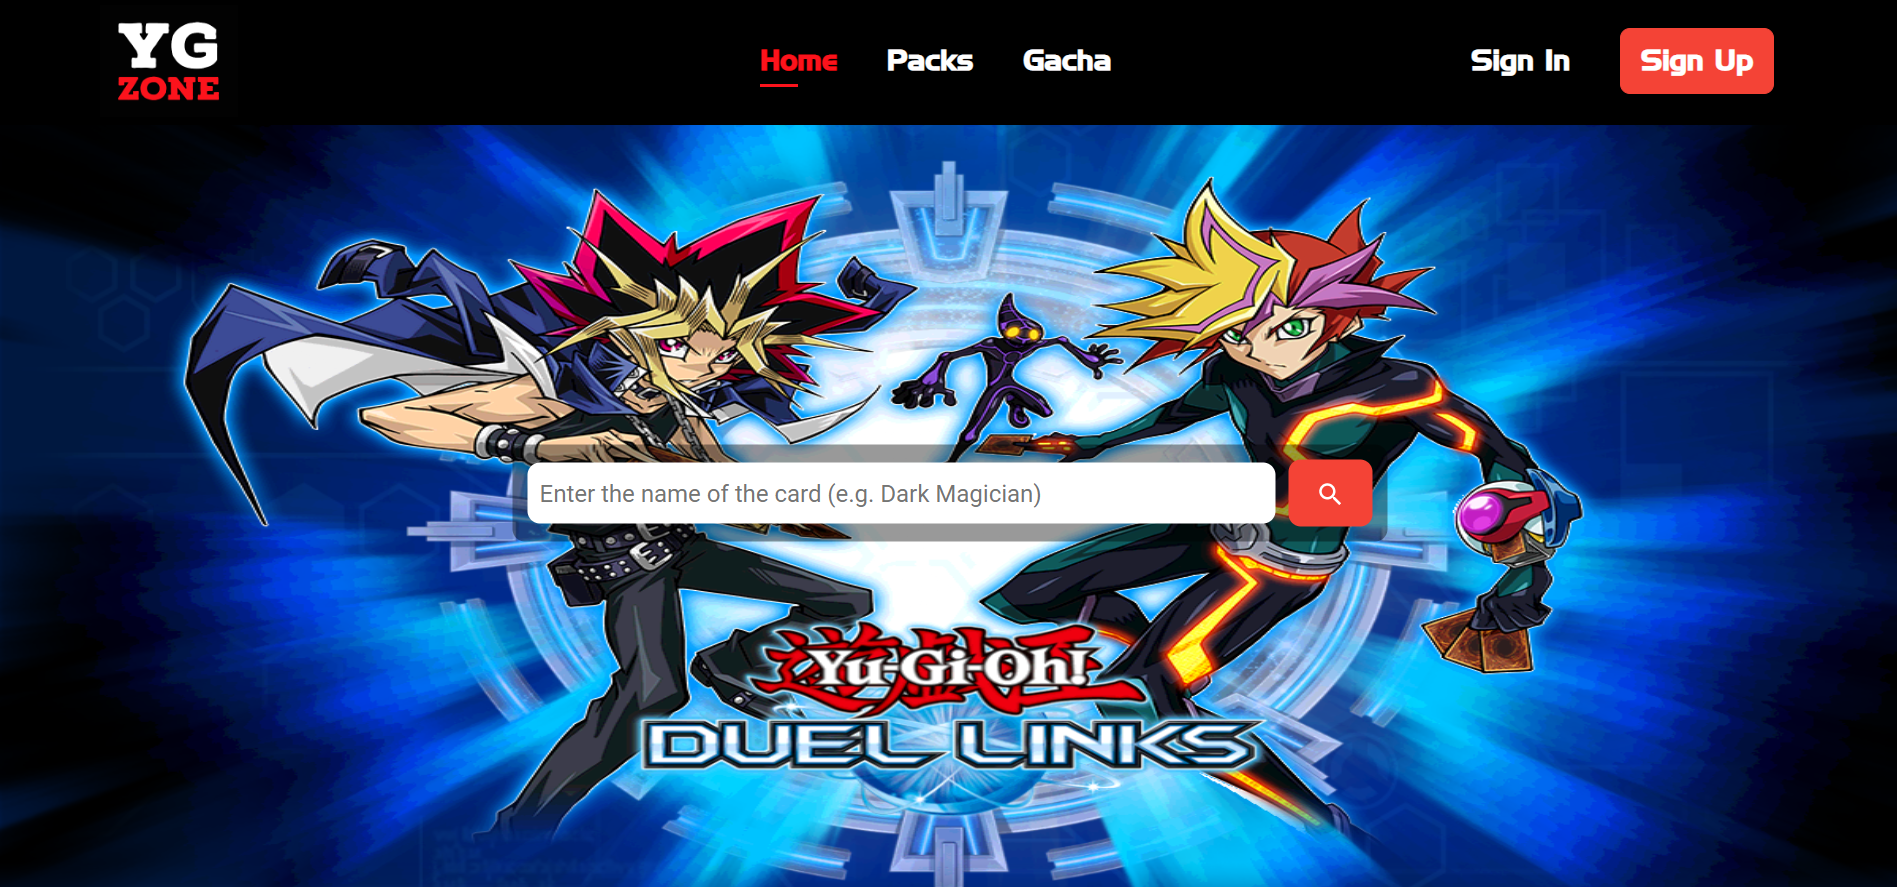 YG
ZONE
Home Packs Gacha
Sign In Sign Up
Enter the name of the card (e.g. Dark Magician)
遊戯王
Yu-Gi-Oh!
DUEL LINKS